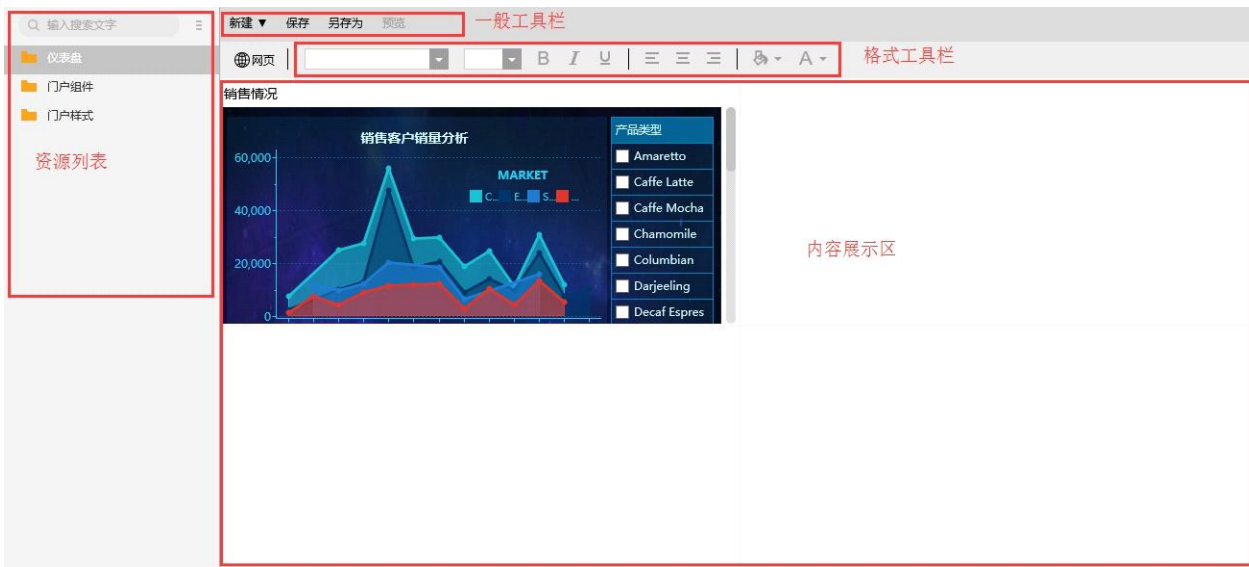 输入搜索文字
仪表盘
门户组件
门户样式
资源列表
新建 ▼ 保存 另存为 预览 一般工具栏
网页 B I U A 格式工具栏
销售情况
销售客户销量分析
60,000
40,000
20,000
0
MARKET
C... E... S... ...
产品类型
Amaretto
Caffe Latte
Caffe Mocha
Chamomile
Columbian
Darjeeling
Decaf Espres
内容展示区